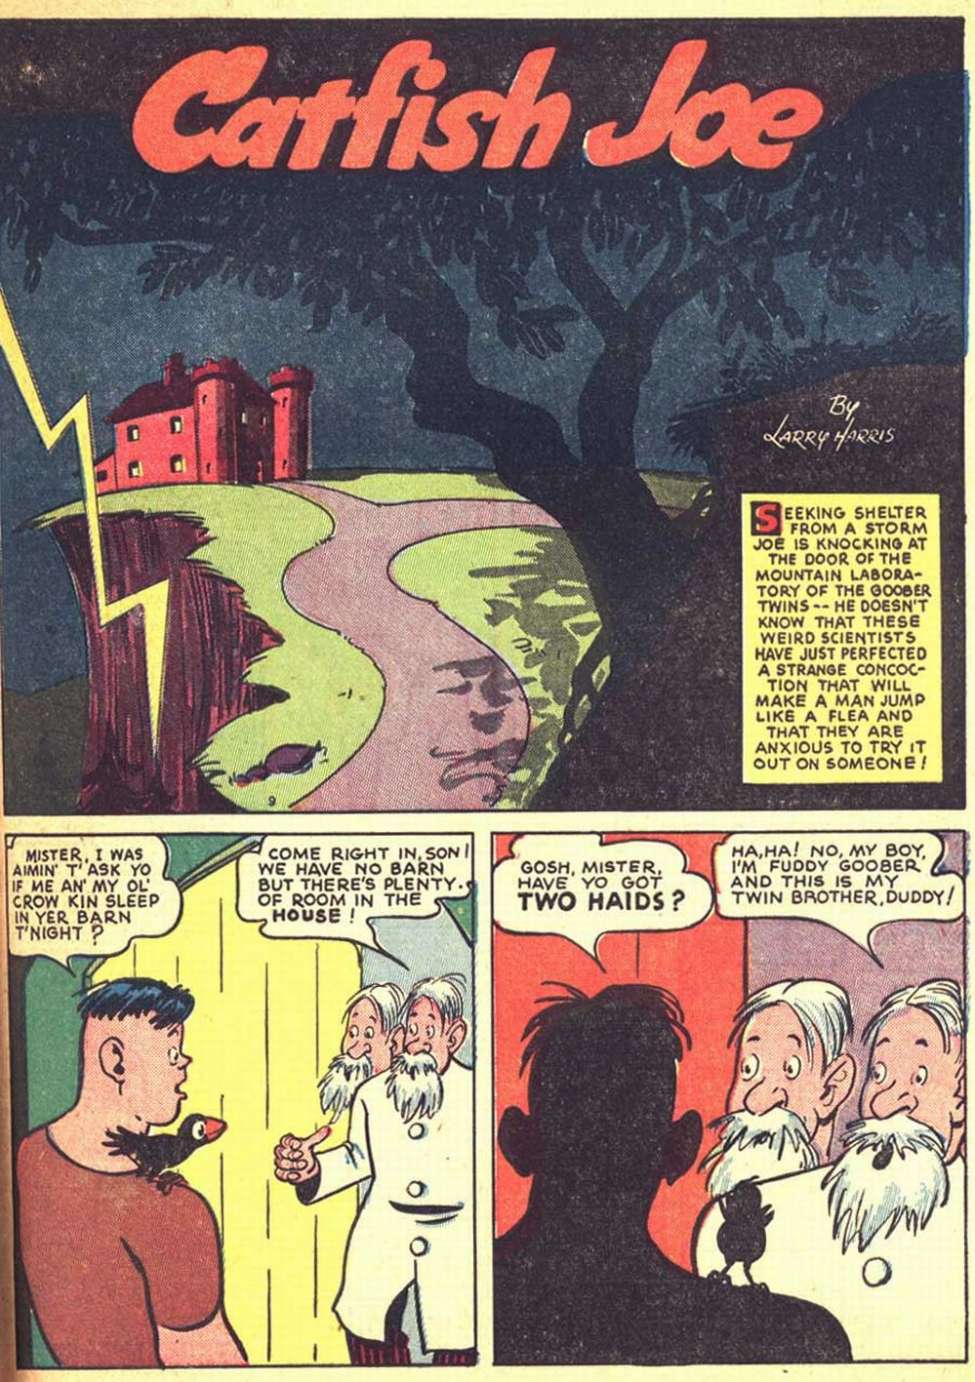 Catfish Joe
By
LARRY HARRIS
SEEKING SHELTER
FROM A STORM
JOE IS KNOCKING AT
THE DOOR OF THE
MOUNTAIN LABORA-
TORY OF THE GOOBER
TWINS -- HE DOESN'T
KNOW THAT THESE
WEIRD SCIENTISTS
HAVE JUST PERFECTED
A STRANGE CONCOC-
TION THAT WILL
MAKE A MAN JUMP
LIKE A FLEA AND
THAT THEY ARE
ANXIOUS TO TRY IT
OUT ON SOMEONE!
9
MISTER, I WAS
AIMIN' T' ASK YO
IF ME AN' MY OL'
CROW KIN SLEEP
IN YER BARN
T'NIGHT?
COME RIGHT IN, SON!
WE HAVE NO BARN
BUT THERE'S PLENTY
OF ROOM IN THE
HOUSE!
GOSH, MISTER,
HAVE YO GOT
TWO HAIDS?
HA, HA! NO, MY BOY,
I'M FUDDY GOOBER
AND THIS IS MY
TWIN BROTHER, DUDDY!